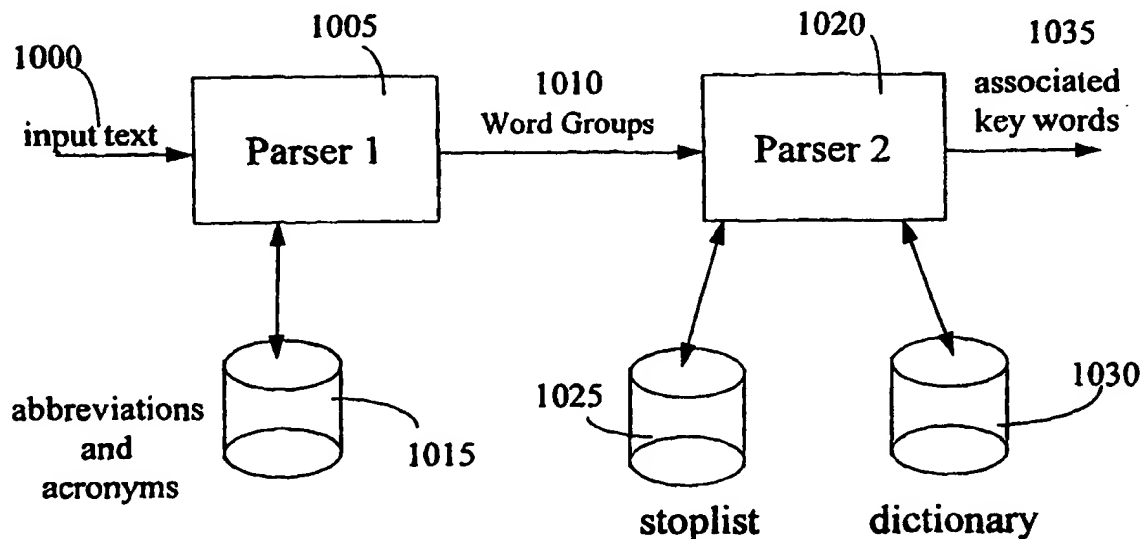 1000
input text
1005
Parser 1
1010
Word Groups
1020
Parser 2
1035
associated
key words
abbreviations
and
acronyms
1015
1025
stoplist
1030
dictionary